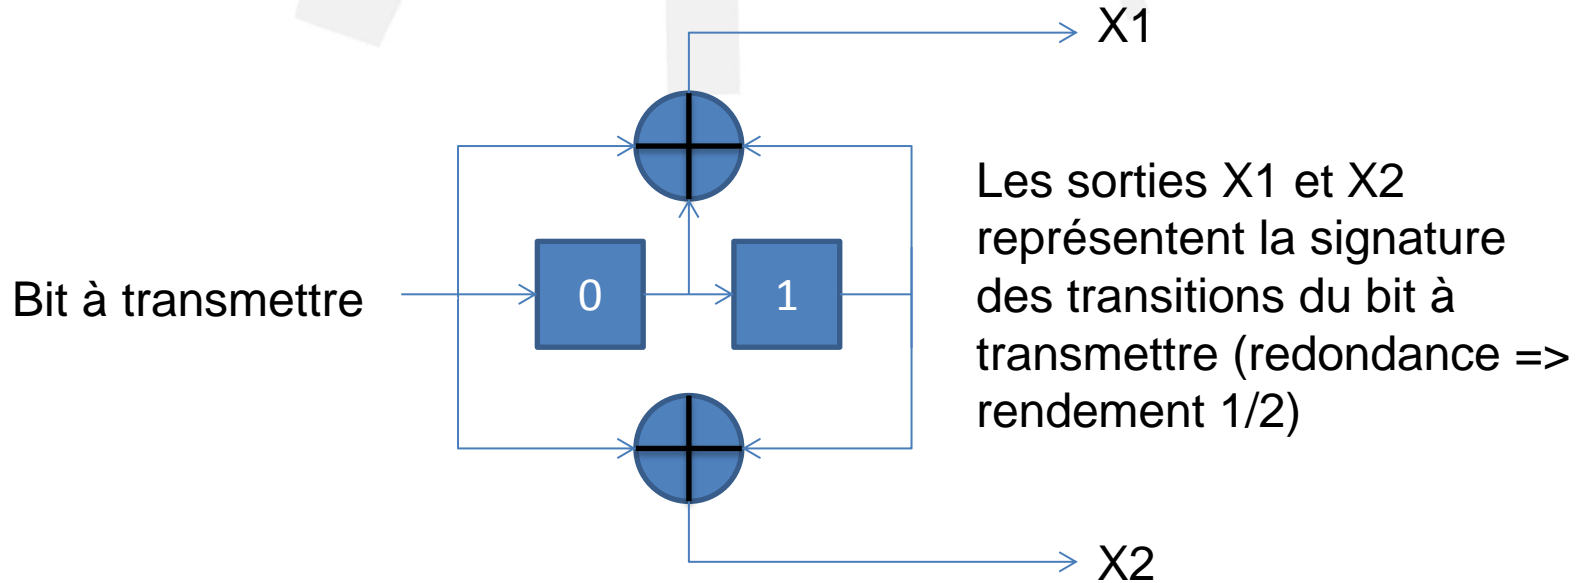 X1
Les sorties X1 et X2
représentent la signature
des transitions du bit à
transmettre (redondance =>
rendement 1/2)
Bit à transmettre
0
1
X2